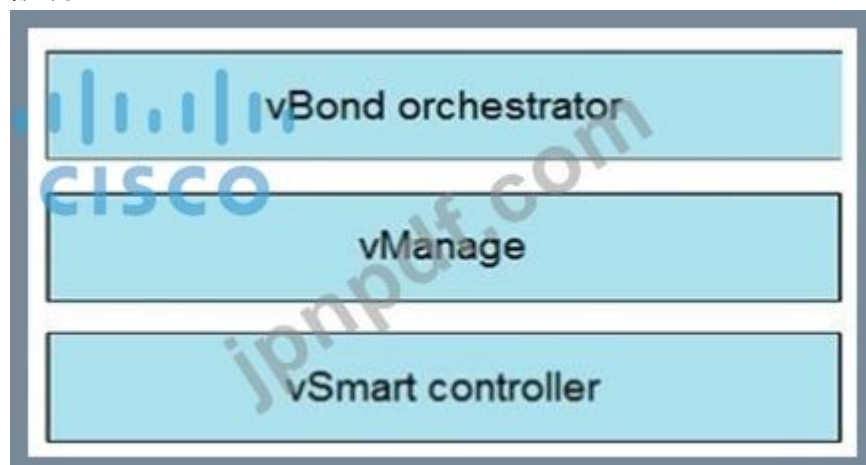 vBond orchestrator
CISCO
vManage
jpnpdf.com
vSmart controller